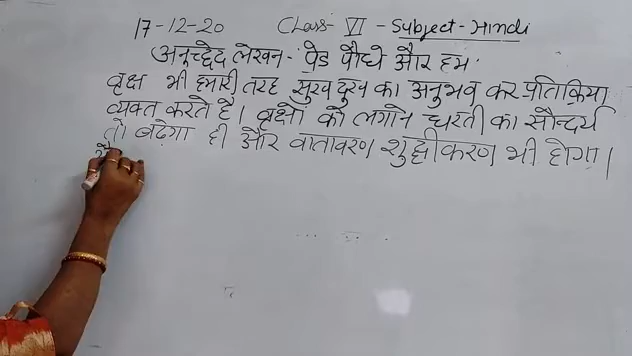 17-12-20 Class VI - Subject - Hindi
अनुच्छेद लेखन - पेड पौधे और हम
वृक्ष भी हमारी तरह सुख दुख का अनुभव कर प्रतिक्रिया
व्यक्त करते है। वृक्षों को लगाने धरती का सौन्दर्य
तो बढ़ेगा ही और वातावरण शुद्धीकरण भी होगा।